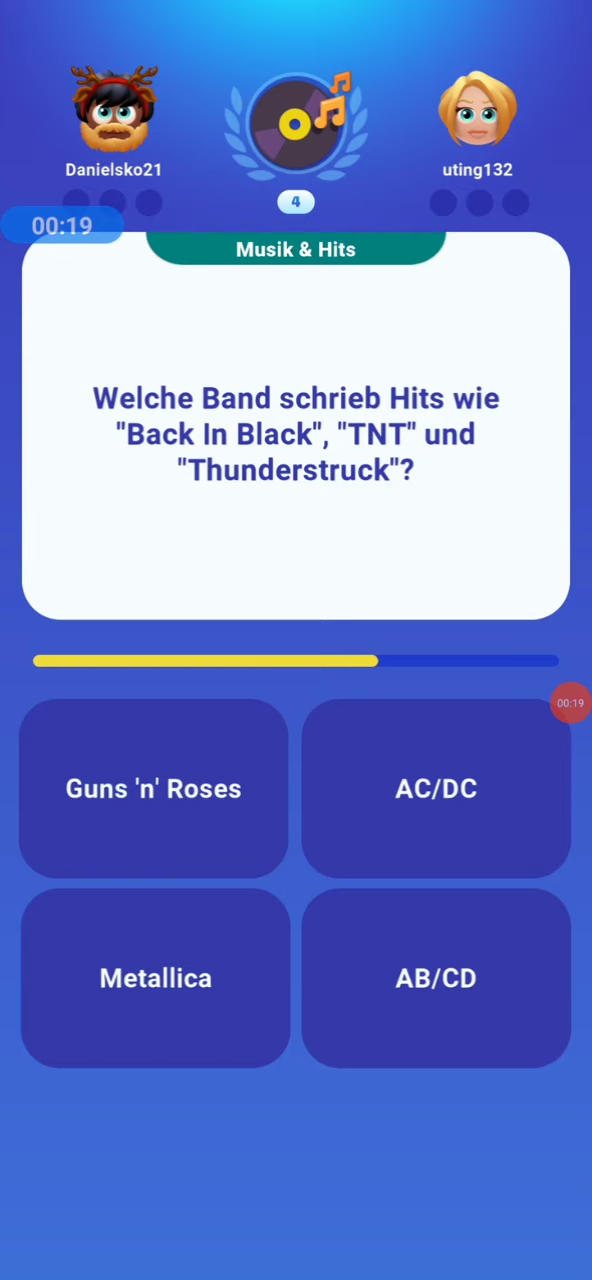 Danielsko21
uting132
4
00:19
Musik & Hits
Welche Band schrieb Hits wie
"Back In Black", "TNT" und
"Thunderstruck"?
00:19
Guns 'n' Roses
AC/DC
Metallica
AB/CD